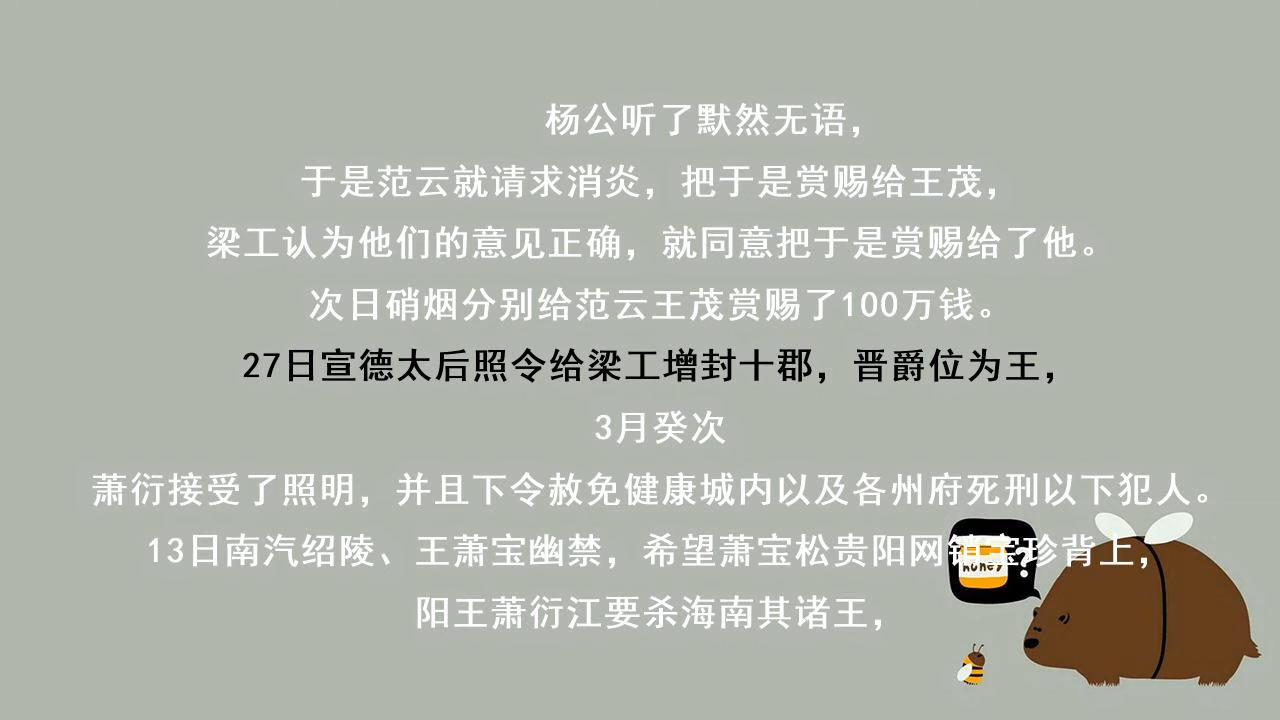 杨公听了默然无语，
于是范云就请求消炎，把于是赏赐给王茂，
梁工认为他们的意见正确，就同意把于是赏赐给了他。
次日硝烟分别给范云王茂赏赐了100万钱。
27日宣德太后照令给梁工增封十郡，晋爵位为王，
3月癸次
萧衍接受了照明，并且下令赦免健康城内以及各州府死刑以下犯人。
13日南汽绍陵、王萧宝幽禁，希望萧宝松贵阳网镇宝珍背上，
honey
?
阳王萧衍江要杀海南其诸王，